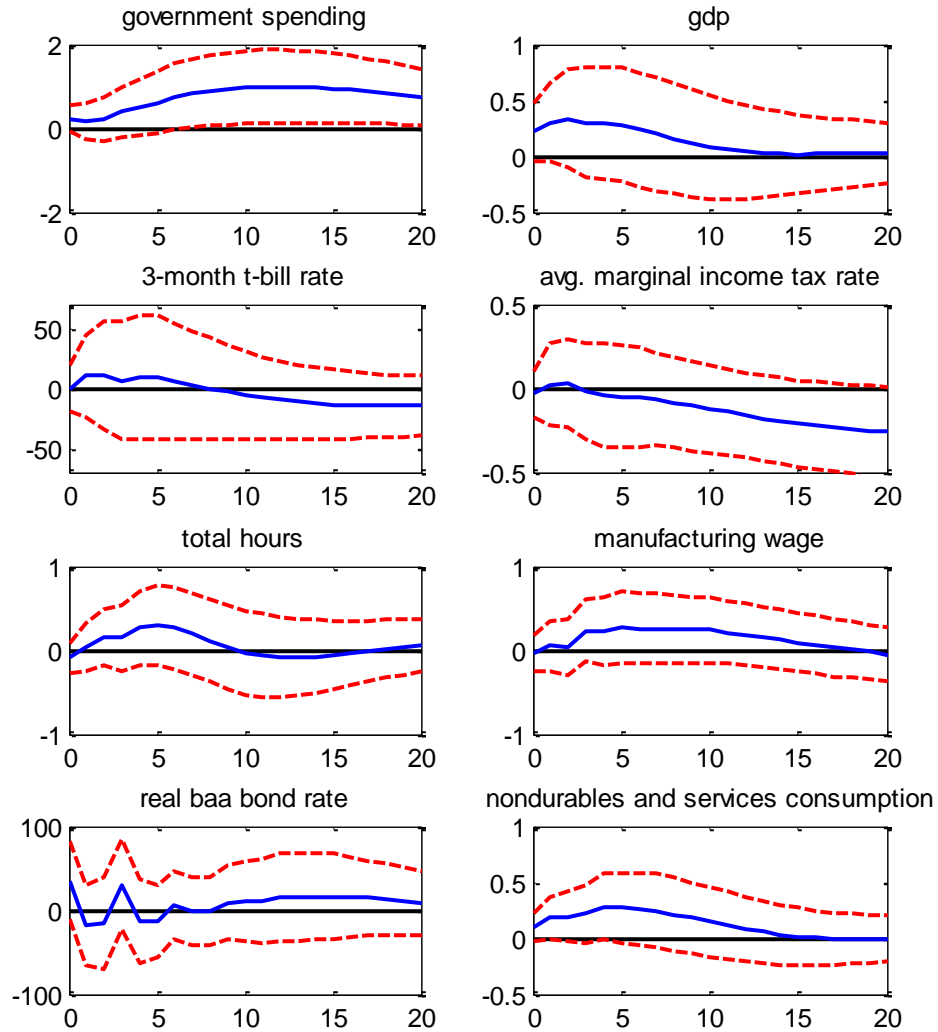 government spending
gdp
2
0
-2
0 5 10 15 20
1
0.5
0
-0.5
0 5 10 15 20
3-month t-bill rate
avg. marginal income tax rate
50
0
-50
0 5 10 15 20
0.5
0
-0.5
0 5 10 15 20
total hours
manufacturing wage
1
0
-1
0 5 10 15 20
1
0
-1
0 5 10 15 20
real baa bond rate
nondurables and services consumption
100
0
-100
0 5 10 15 20
1
0.5
0
-0.5
0 5 10 15 20